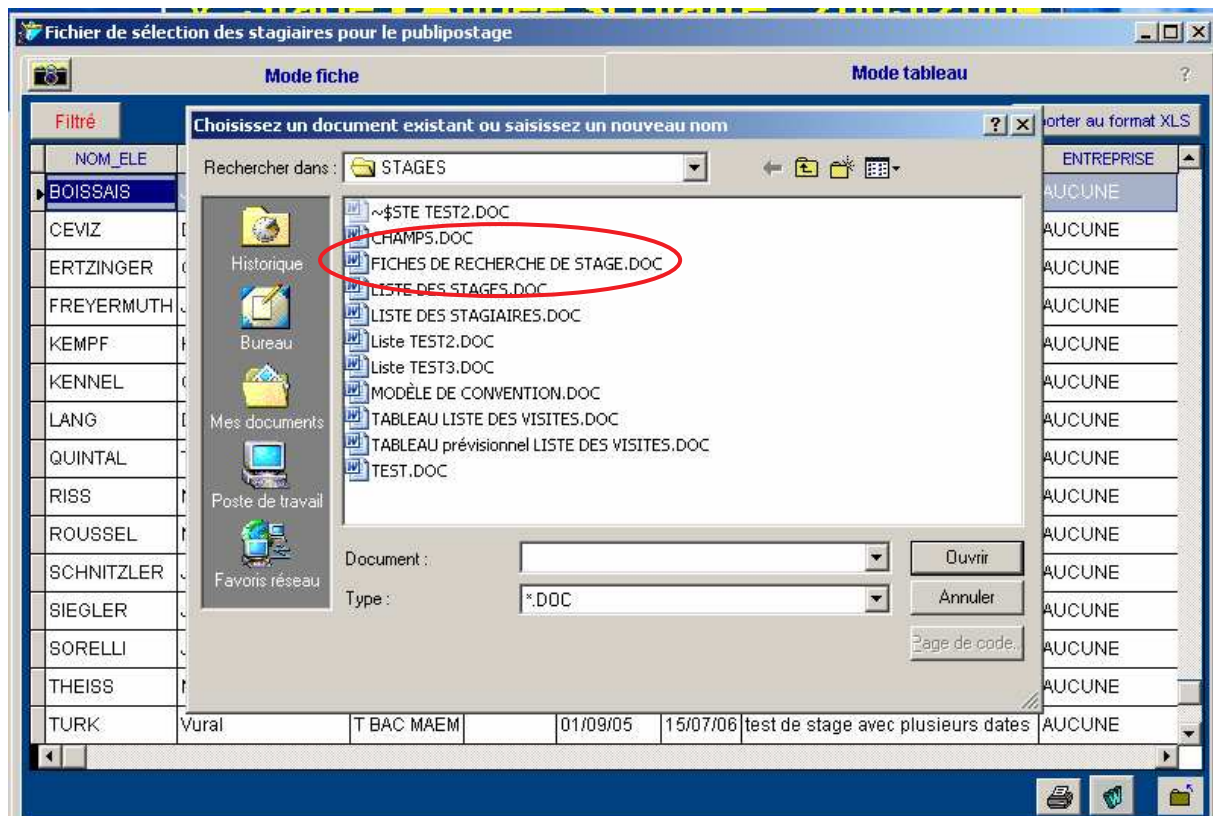 Fichier de sélection des stagiaires pour le publipostage
Mode fiche Mode tableau ?
Filtré
Choisissez un document existant ou saisissez un nouveau nom ?
orter au format XLS
NOM_ELE ENTREPRISE
Rechercher dans : STAGES
BOISSAIS AUCUNE
CEVIZ AUCUNE
ERTZINGER AUCUNE
FREYERMUTH AUCUNE
KEMPF AUCUNE
KENNEL AUCUNE
LANG AUCUNE
QUINTAL AUCUNE
RISS AUCUNE
ROUSSEL AUCUNE
SCHNITZLER AUCUNE
SIEGLER AUCUNE
SORELLI AUCUNE
THEISS AUCUNE
TURK Vural T BAC MAEM 01/09/05 15/07/06 test de stage avec plusieurs dates AUCUNE
Historique
Bureau
Mes documents
Poste de travail
Favoris réseau
~$STE TEST2.DOC
CHAMPS.DOC
FICHES DE RECHERCHE DE STAGE.DOC
LISTE DES STAGES.DOC
LISTE DES STAGIAIRES.DOC
Liste TEST2.DOC
Liste TEST3.DOC
MODÈLE DE CONVENTION.DOC
TABLEAU LISTE DES VISITES.DOC
TABLEAU prévisionnel LISTE DES VISITES.DOC
TEST.DOC
Document : Ouvrir
Type : *.DOC Annuler
Page de code..